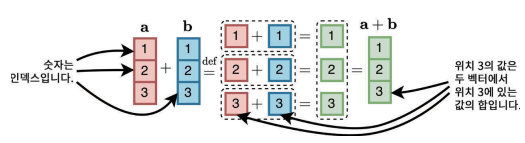 a b a + b
숫자는
인덱스입니다.
1 1 1 + 1 1 1
2 + 2 def = 2 + 2 = 2 = 2
3 3 3 + 3 3 3
위치 3의 값은
두 벡터에서
위치 3에 있는
값의 합입니다.